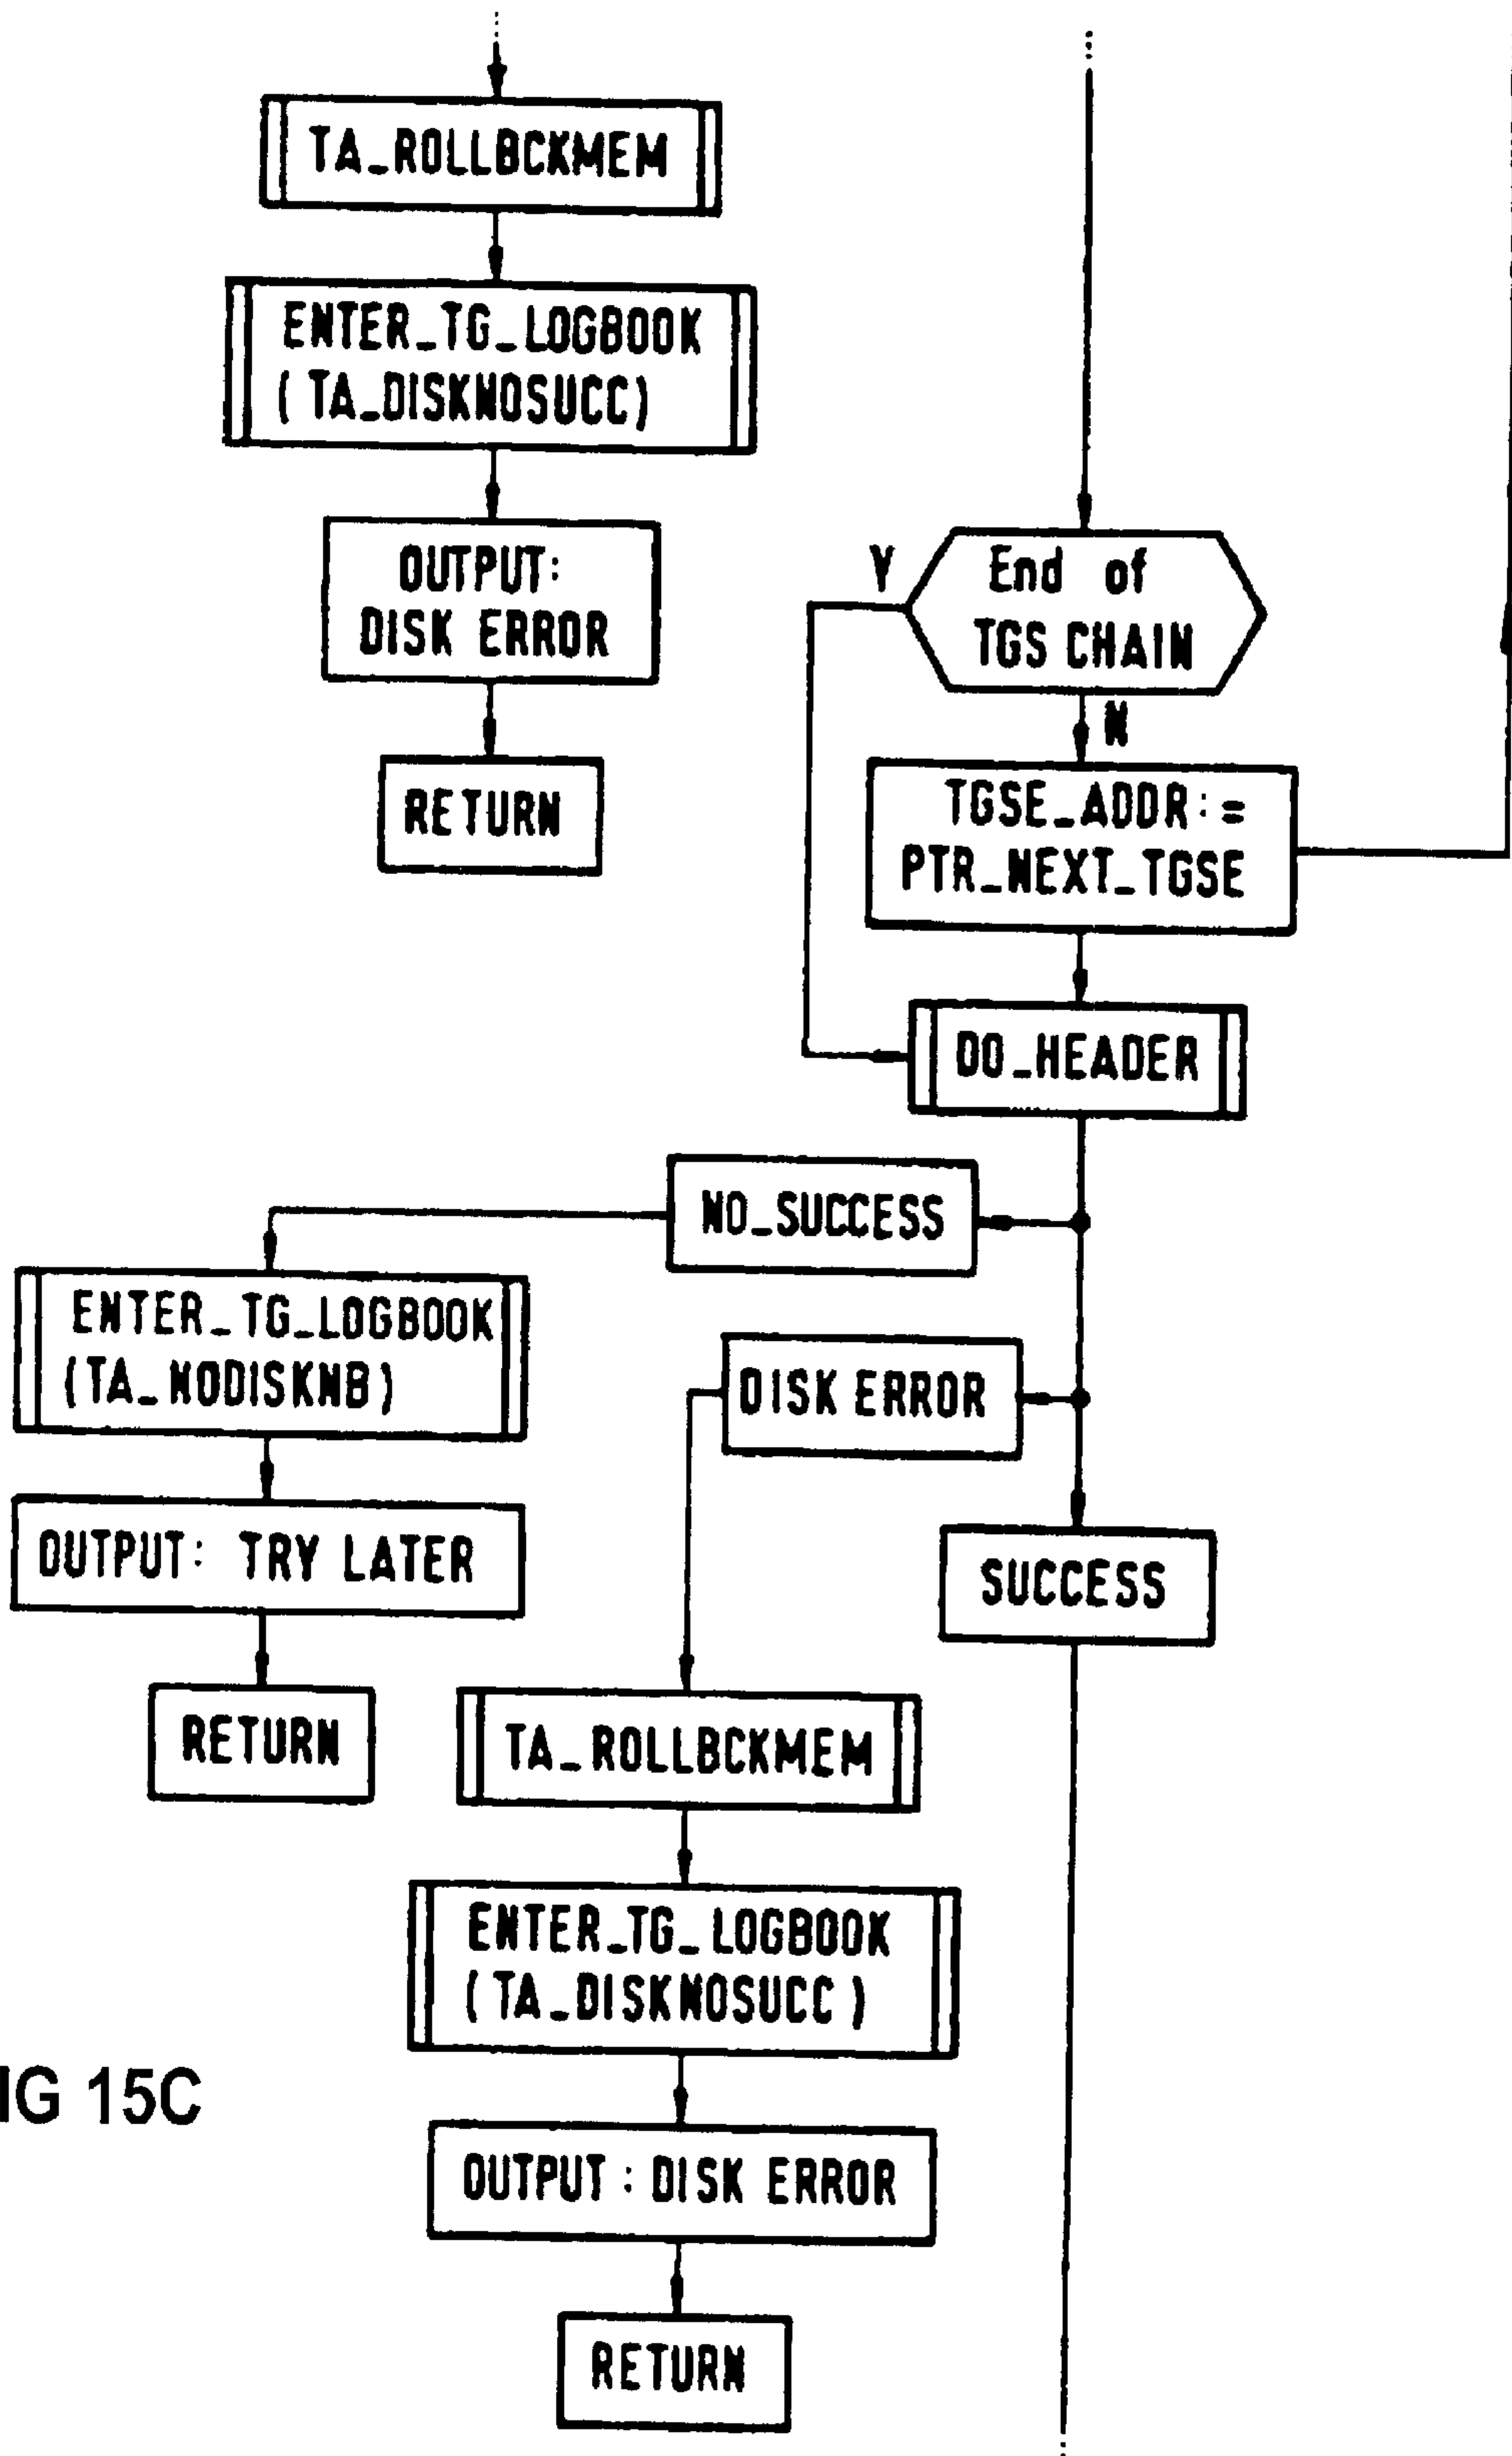 TA_ROLLBCKMEM
ENTER_TG_LOGBOOK
(TA_DISKNOSUCC)
OUTPUT:
DISK ERROR
RETURN
Y
End of
TGS CHAIN
N
TGSE_ADDR:=
PTR_NEXT_TGSE
DO_HEADER
NO_SUCCESS
ENTER_TG_LOGBOOK
(TA_NODISKNB)
OUTPUT: TRY LATER
RETURN
DISK ERROR
SUCCESS
TA_ROLLBCKMEM
ENTER_TG_LOGBOOK
(TA_DISKNOSUCC)
OUTPUT: DISK ERROR
RETURN
IG 15C